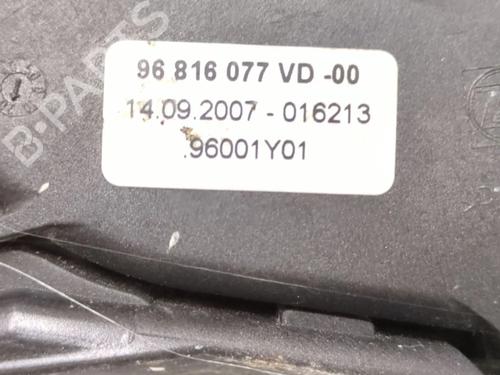 96 816 077 VD -00
14.09.2007 - 016213
.96001Y01
B-PARTS